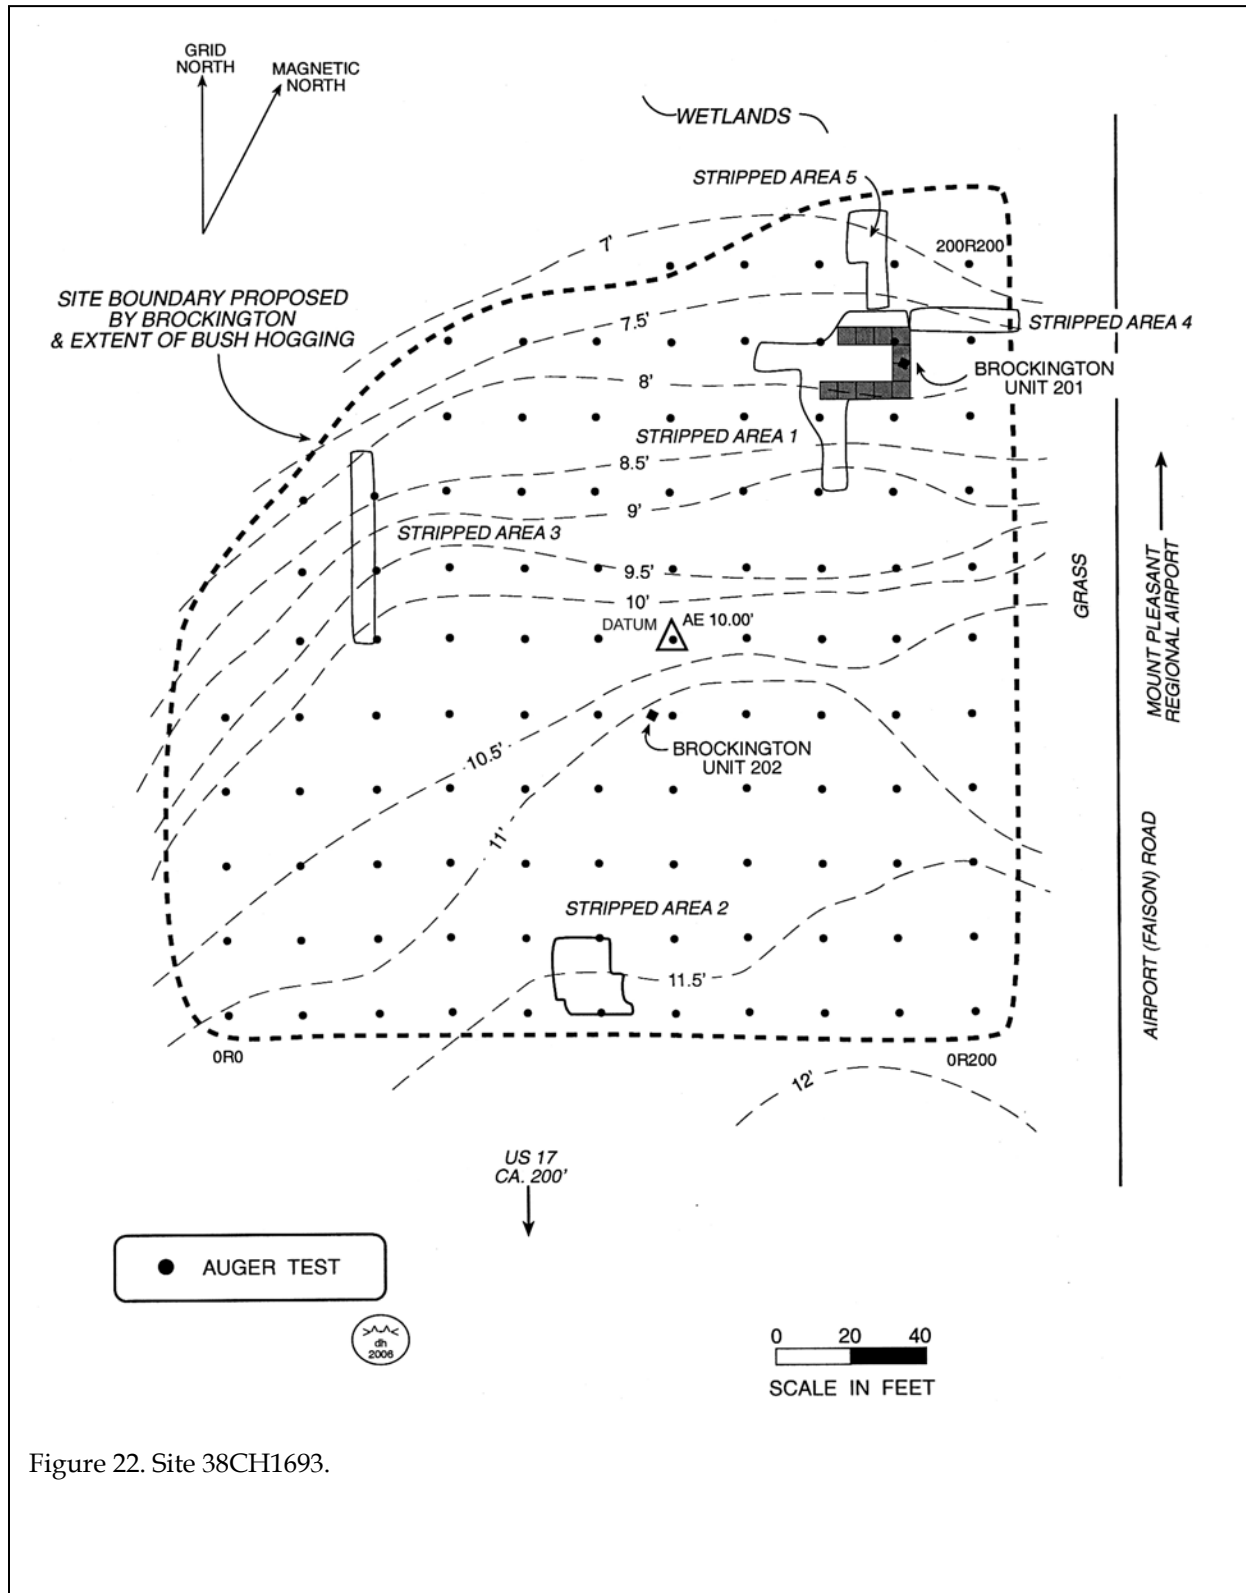 GRID
NORTH
MAGNETIC
NORTH
WETLANDS
STRIPPED AREA 5
7'
200R200
SITE BOUNDARY PROPOSED
BY BROCKINGTON
& EXTENT OF BUSH HOGGING
7.5'
STRIPPED AREA 4
8'
BROCKINGTON
UNIT 201
STRIPPED AREA 1
8.5'
9'
STRIPPED AREA 3
9.5'
10'
DATUM
AE 10.00'
GRASS
MOUNT PLEASANT
REGIONAL AIRPORT
10.5'
BROCKINGTON
UNIT 202
11'
AIRPORT (FAISON) ROAD
STRIPPED AREA 2
11.5'
0R0
0R200
12'
US 17
CA. 200'
AUGER TEST
dh
2006
0 20 40
SCALE IN FEET
Figure 22. Site 38CH1693.